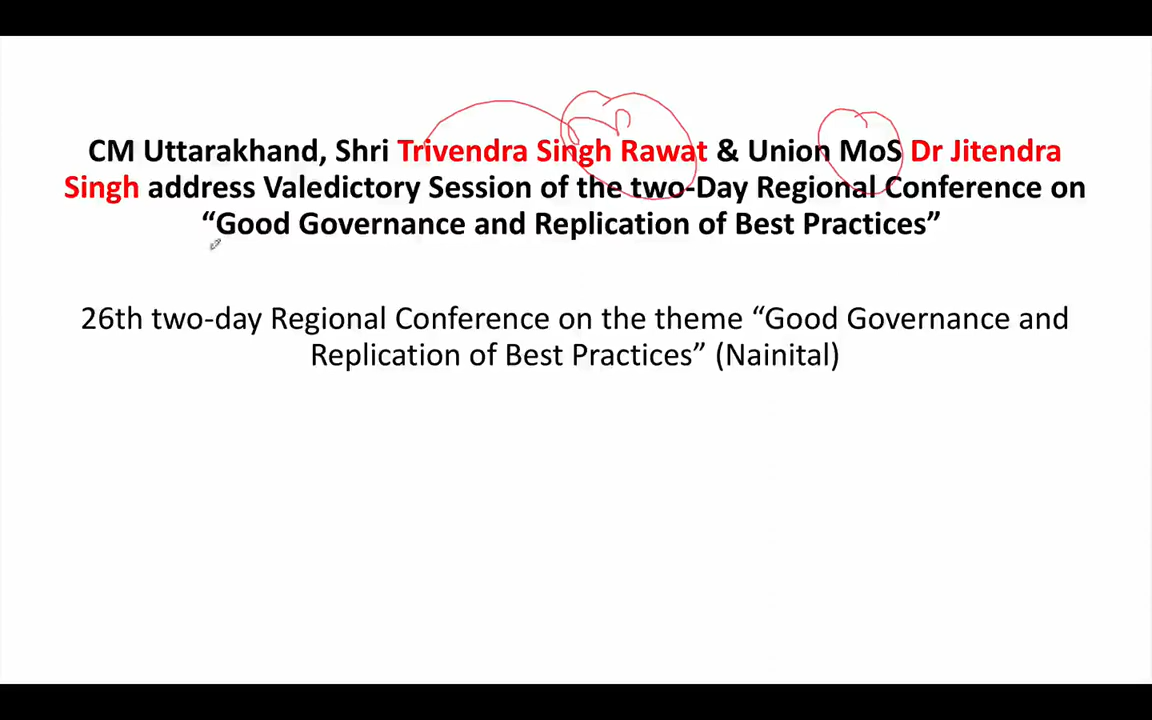 CM Uttarakhand, Shri Trivendra Singh Rawat & Union MoS Dr Jitendra
Singh address Valedictory Session of the two-Day Regional Conference on
“Good Governance and Replication of Best Practices”
26th two-day Regional Conference on the theme “Good Governance and
Replication of Best Practices” (Nainital)